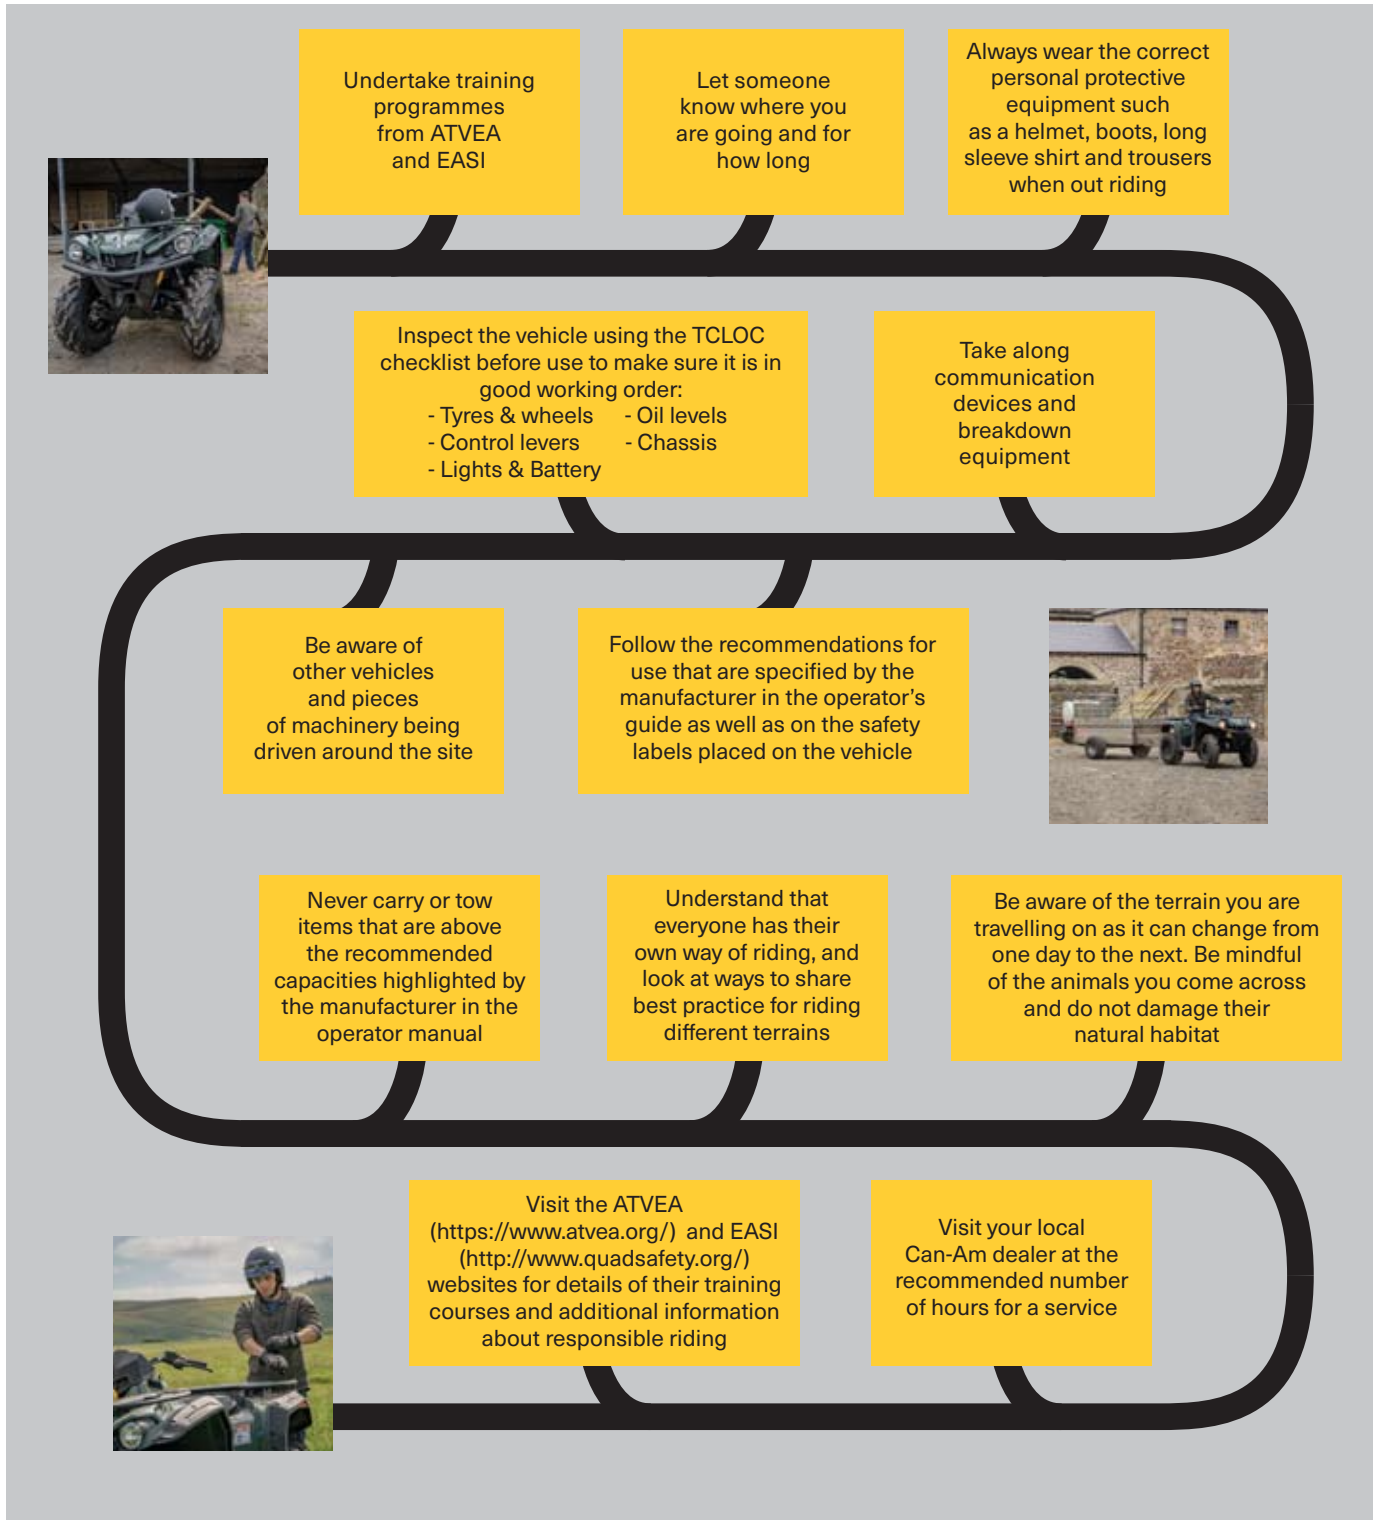 Undertake training
programmes
from ATVEA
and EASI
Let someone
know where you
are going and for
how long
Always wear the correct
personal protective
equipment such
as a helmet, boots, long
sleeve shirt and trousers
when out riding
Inspect the vehicle using the TCLOC
checklist before use to make sure it is in
good working order:
- Tyres & wheels - Oil levels
- Control levers - Chassis
- Lights & Battery
Take along
communication
devices and
breakdown
equipment
Be aware of
other vehicles
and pieces
of machinery being
driven around the site
Follow the recommendations for
use that are specified by the
manufacturer in the operator’s
guide as well as on the safety
labels placed on the vehicle
Never carry or tow
items that are above
the recommended
capacities highlighted by
the manufacturer in the
operator manual
Understand that
everyone has their
own way of riding, and
look at ways to share
best practice for riding
different terrains
Be aware of the terrain you are
travelling on as it can change from
one day to the next. Be mindful
of the animals you come across
and do not damage their
natural habitat
Visit the ATVEA
(https://www.atvea.org/) and EASI
(http://www.quadsafety.org/)
websites for details of their training
courses and additional information
about responsible riding
Visit your local
Can-Am dealer at the
recommended number
of hours for a service